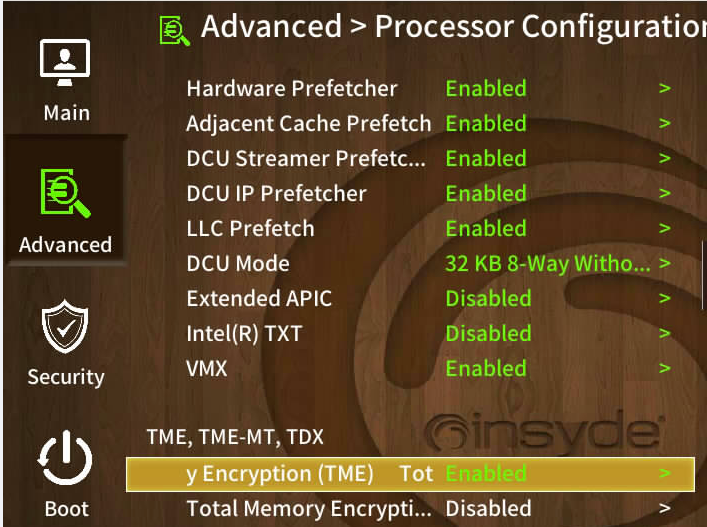 Advanced > Processor Configuration
Main
Hardware Prefetcher Enabled >
Adjacent Cache Prefetch Enabled >
DCU Streamer Prefetc... Enabled >
DCU IP Prefetcher Enabled >
LLC Prefetch Enabled >
Advanced
DCU Mode 32 KB 8-Way Witho... >
Extended APIC Disabled >
Intel(R) TXT Disabled >
VMX Enabled >
Security
insyde
TME, TME-MT, TDX
y Encryption (TME) Tot Enabled >
Total Memory Encrypti... Disabled >
Boot